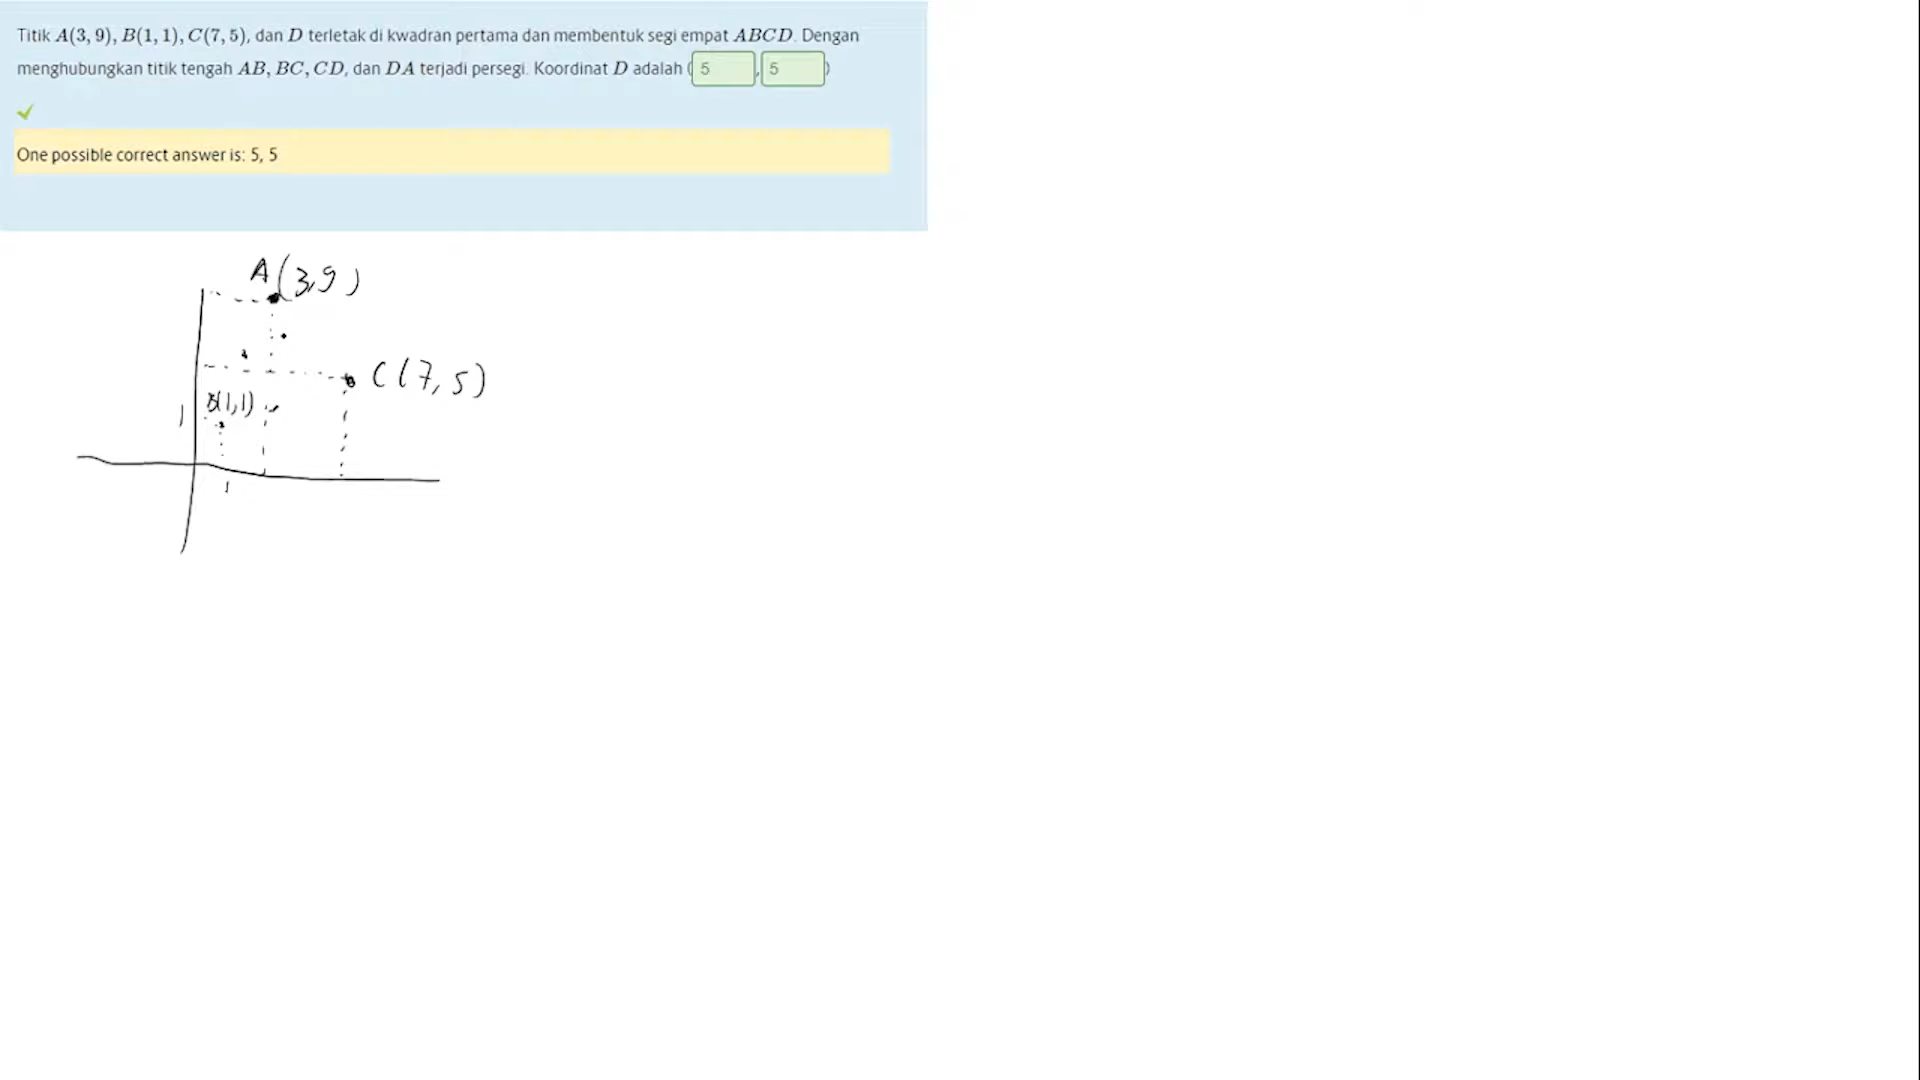 Titik A(3, 9), B(1, 1), C(7, 5), dan D terletak di kwadran pertama dan membentuk segi empat ABCD. Dengan
menghubungkan titik tengah AB, BC, CD, dan DA terjadi persegi. Koordinat D adalah (5, 5)
One possible correct answer is: 5, 5
A(3,9)
C(7,5)
B(1,1)
1
1